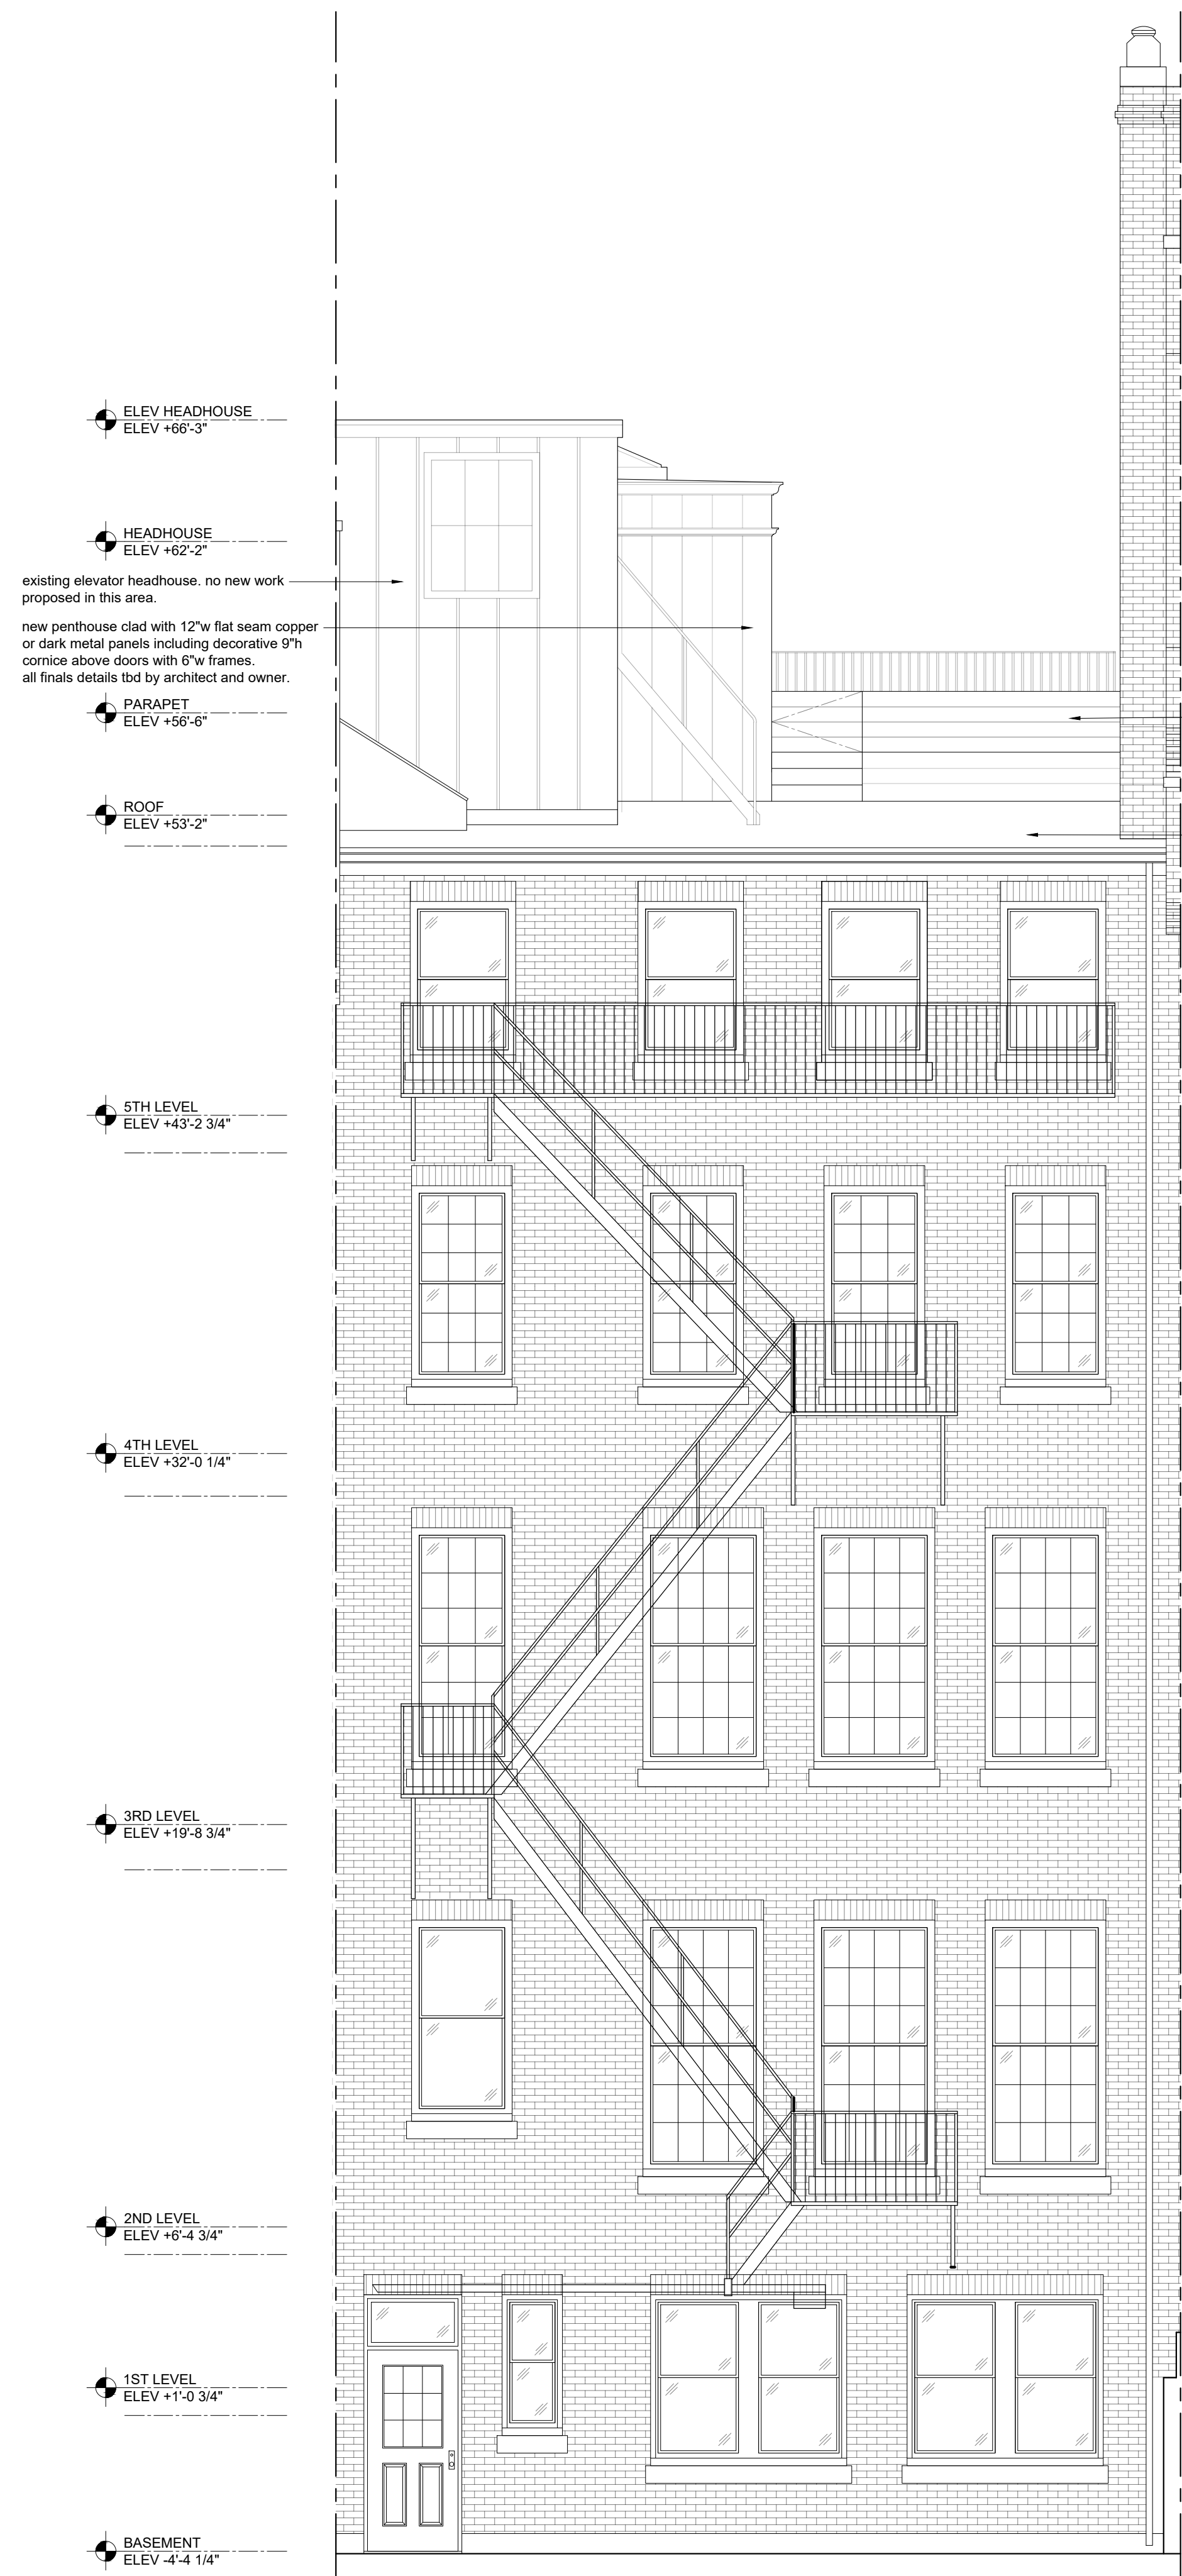 ELEV HEADHOUSE
ELEV +66'-3"
HEADHOUSE
ELEV +62'-2"
existing elevator headhouse. no new work
proposed in this area.
new penthouse clad with 12"w flat seam copper
or dark metal panels including decorative 9"h
cornice above doors with 6"w frames.
all finals details tbd by architect and owner.
PARAPET
ELEV +56'-6"
ROOF
ELEV +53'-2"
5TH LEVEL
ELEV +43'-2 3/4"
4TH LEVEL
ELEV +32'-0 1/4"
3RD LEVEL
ELEV +19'-8 3/4"
2ND LEVEL
ELEV +6'-4 3/4"
1ST LEVEL
ELEV +1'-0 3/4"
BASEMENT
ELEV -4'-4 1/4"